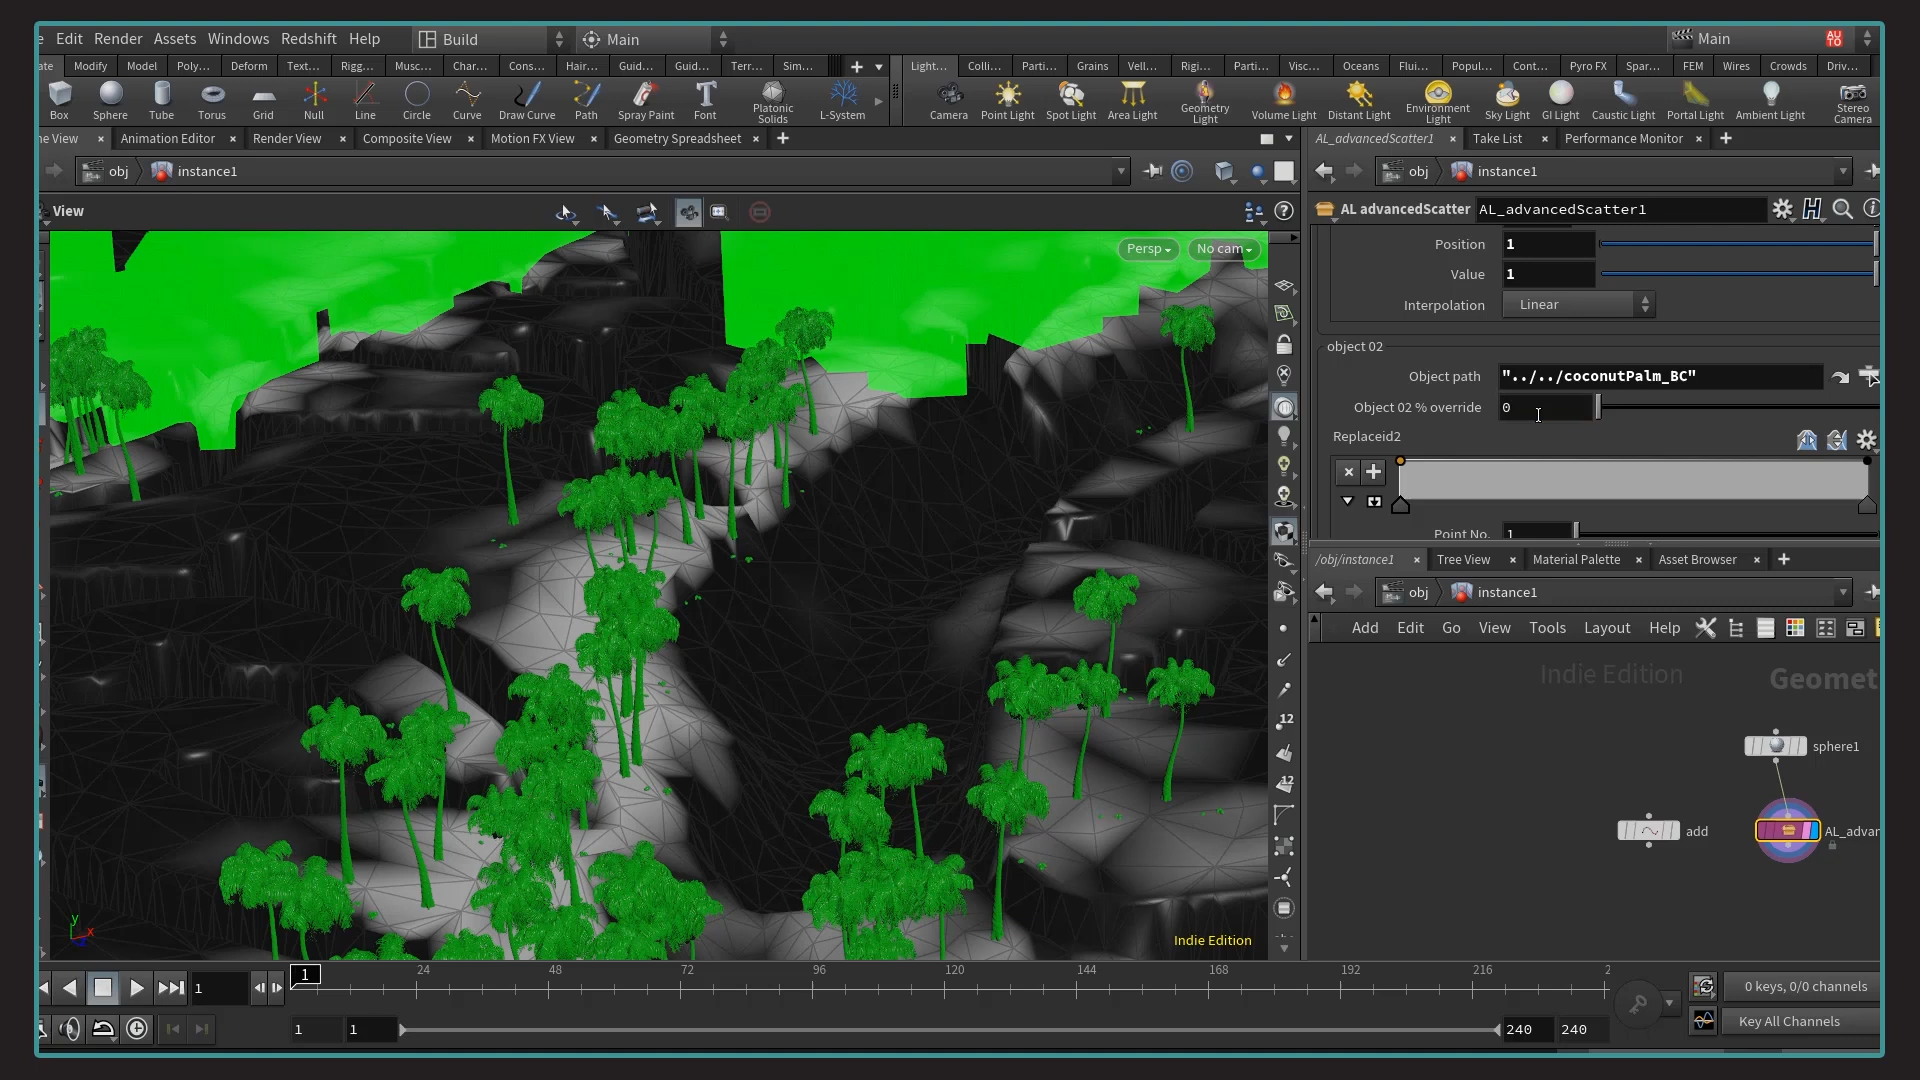 e Edit Render Assets Windows Redshift Help Build Main Main AUTO
ate Modify Model Poly... Deform Text... Rigg... Musc... Char... Cons... Hair... Guid... Guid... Terr... Sim... Light... Colli... Parti... Grains Vell... Rigi... Parti... Visc... Oceans Flui... Popul... Cont... Pyro FX Spar... FEM Wires Crowds Driv...
Box Sphere Tube Torus Grid Null Line Circle Curve Draw Curve Path Spray Paint Font Platonic Solids L-System Camera Point Light Spot Light Area Light Geometry Light Volume Light Distant Light Environment Light Sky Light GI Light Caustic Light Portal Light Ambient Light Stereo Camera
ne View Animation Editor Render View Composite View Motion FX View Geometry Spreadsheet AL_advancedScatter1 Take List Performance Monitor
obj instance1 obj instance1
View AL advancedScatter AL_advancedScatter1
Persp No cam
Position 1
Value 1
Interpolation Linear
object 02
Object path "../../coconutPalm_BC"
Object 02 % override 0
Replaceid2
Point No. 1
/obj/instance1 Tree View Material Palette Asset Browser
obj instance1
Add Edit Go View Tools Layout Help
Indie Edition Geomet
12
12
sphere1
add AL_advan
Indie Edition
1 1 24 48 72 96 120 144 168 192 216 2
0 keys, 0/0 channels
1 1 240 240 Key All Channels